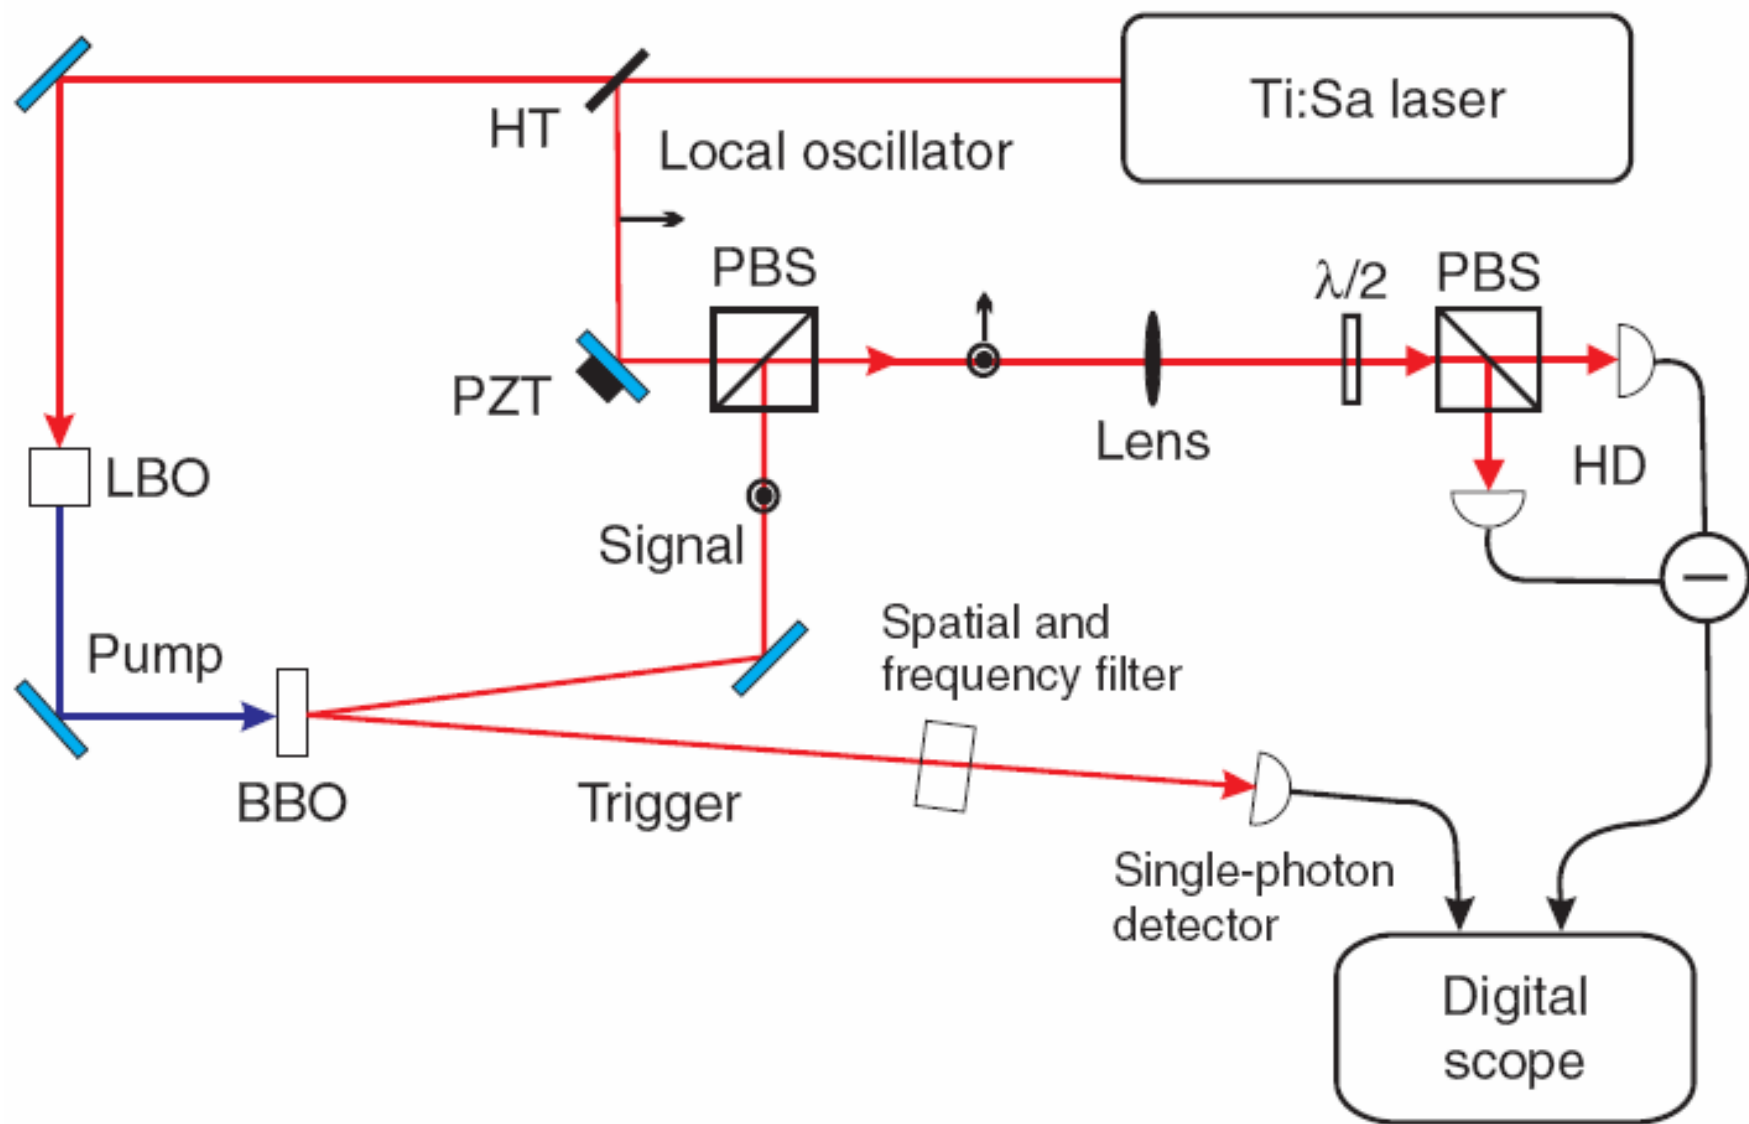 Ti:Sa laser
HT
Local oscillator
PBS
λ/2
PBS
PZT
Lens
HD
LBO
Signal
Spatial and
frequency filter
Pump
BBO
Trigger
Single-photon
detector
Digital
scope